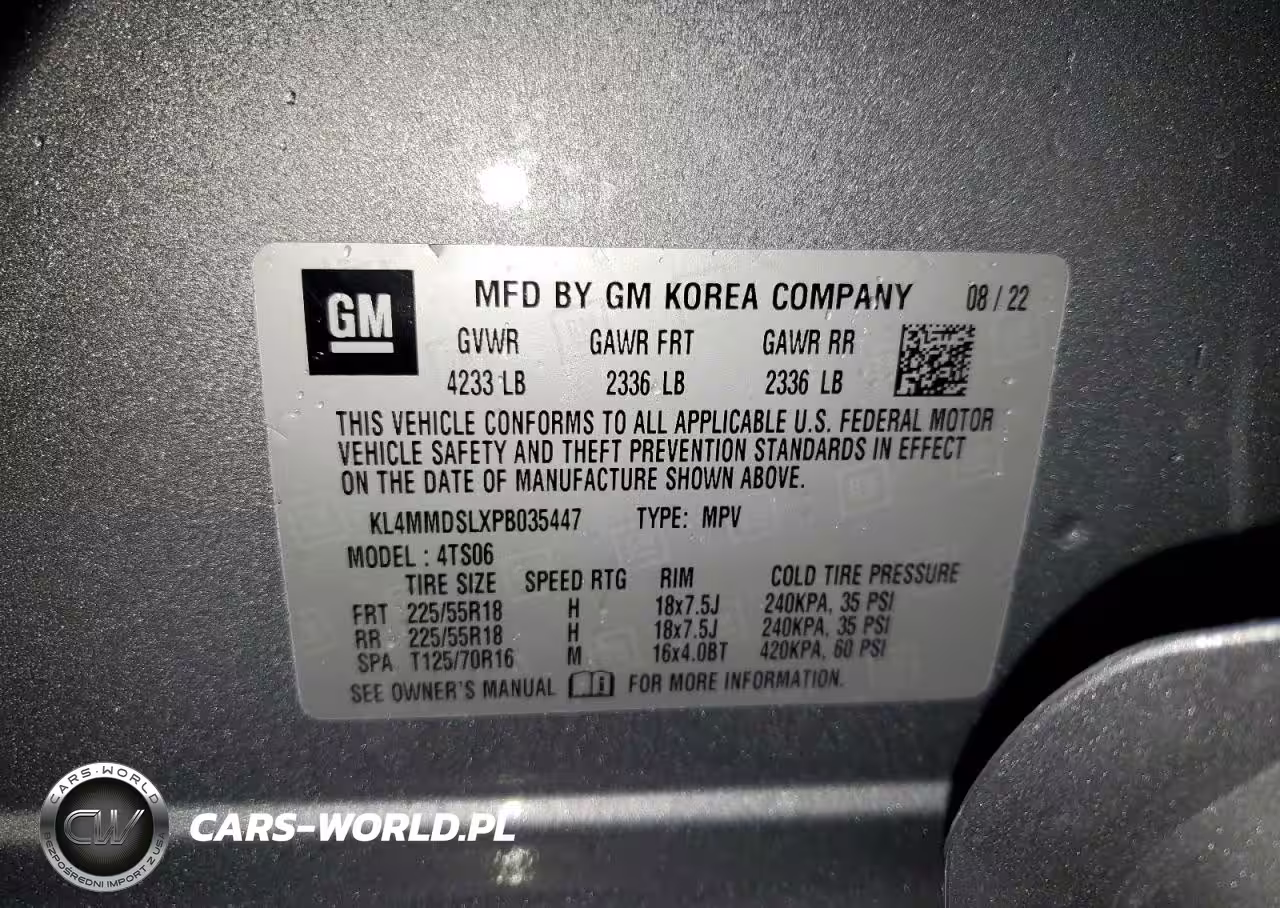 GM
MFD BY GM KOREA COMPANY 08 / 22
GVWR GAWR FRT GAWR RR
4233 LB 2336 LB 2336 LB
THIS VEHICLE CONFORMS TO ALL APPLICABLE U.S. FEDERAL MOTOR
VEHICLE SAFETY AND THEFT PREVENTION STANDARDS IN EFFECT
ON THE DATE OF MANUFACTURE SHOWN ABOVE.
KL4MMDSLXPB035447 TYPE: MPV
MODEL : 4TS06
TIRE SIZE SPEED RTG RIM COLD TIRE PRESSURE
FRT 225/55R18 H 18x7.5J 240KPA, 35 PSI
RR 225/55R18 H 18x7.5J 240KPA, 35 PSI
SPA T125/70R16 M 16x4.0BT 420KPA, 60 PSI
SEE OWNER'S MANUAL FOR MORE INFORMATION.
CARS-WORLD
CW
BEZPOŚREDNI IMPORT Z USA
CARS-WORLD.PL